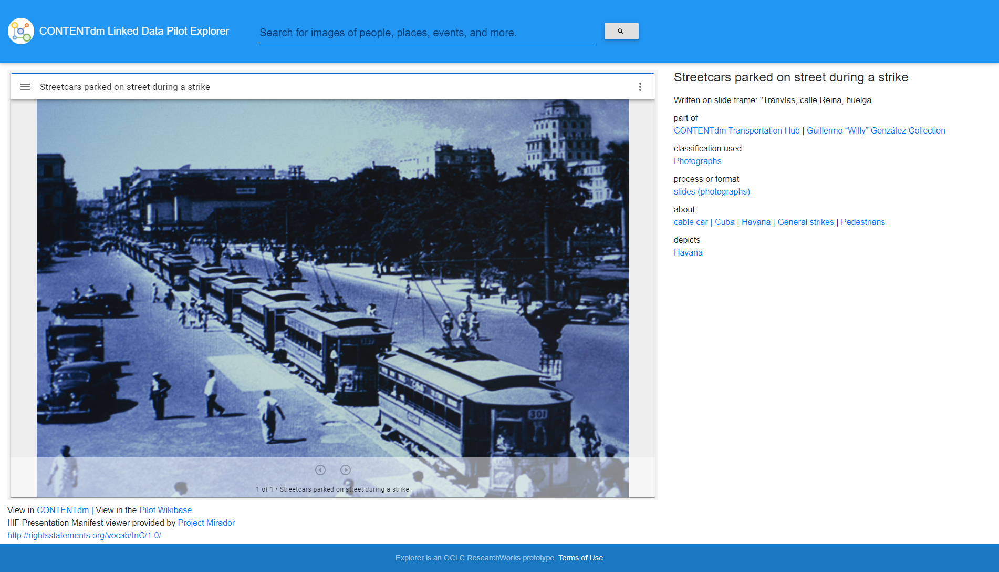 CONTENTdm Linked Data Pilot Explorer
Search for images of people, places, events, and more.
Streetcars parked on street during a strike
387
301
1 of 1 • Streetcars parked on street during a strike
Streetcars parked on street during a strike
Written on slide frame: "Tranvías, calle Reina, huelga
part of
CONTENTdm Transportation Hub | Guillermo “Willy” González Collection
classification used
Photographs
process or format
slides (photographs)
about
cable car | Cuba | Havana | General strikes | Pedestrians
depicts
Havana
View in CONTENTdm | View in the Pilot Wikibase
IIIF Presentation Manifest viewer provided by Project Mirador
http://rightsstatements.org/vocab/InC/1.0/
Explorer is an OCLC ResearchWorks prototype. Terms of Use